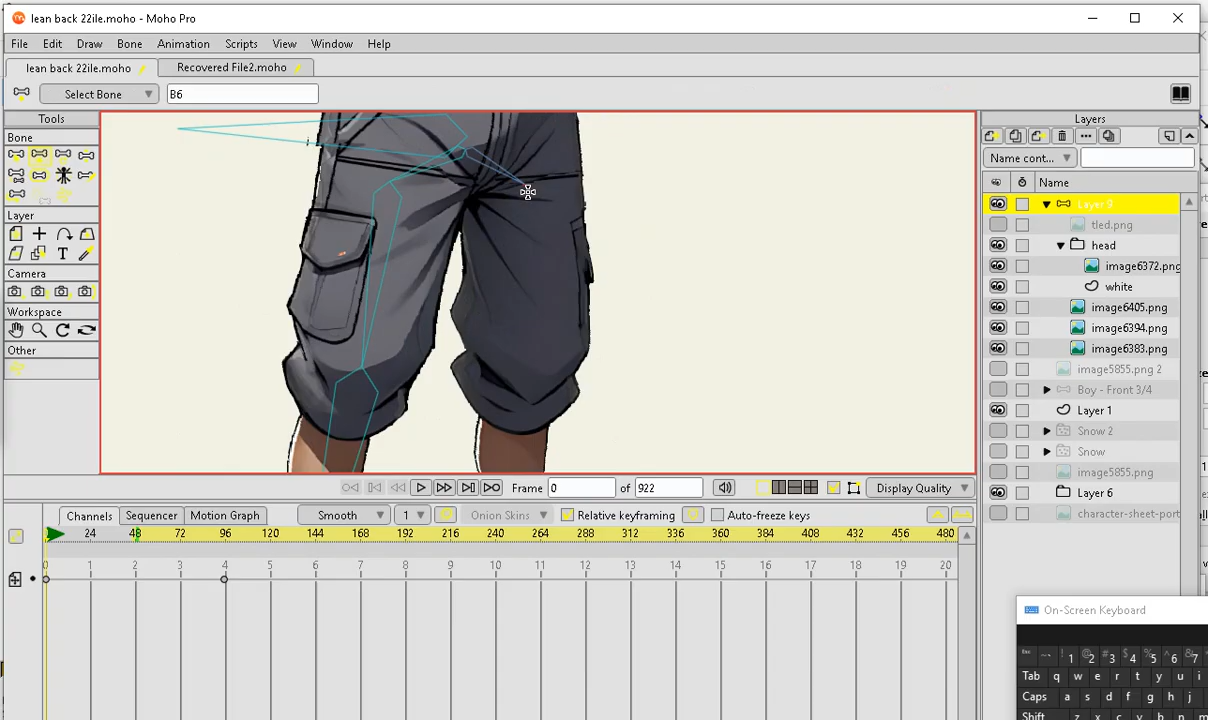 lean back 22ile.moho - Moho Pro
File Edit Draw Bone Animation Scripts View Window Help
lean back 22ile.moho Recovered File2.moho
Select Bone B6
Tools
Bone
Layer
Camera
Workspace
Other
Layers
Name cont...
Name
Layer 9
tled.png
head
image6372.png
white
image6405.png
image6394.png
image6383.png
image5855.png 2
Boy - Front 3/4
Layer 1
Snow 2
Snow
image5855.png
Layer 6
character-sheet-port
Frame 0 of 922 Display Quality
Channels Sequencer Motion Graph Smooth 1 Onion Skins Relative keyframing Auto-freeze keys
24 48 72 96 120 144 168 192 216 240 264 288 312 336 360 384 408 432 456 480
0 1 2 3 4 5 6 7 8 9 10 11 12 13 14 15 16 17 18 19 20
On-Screen Keyboard
Esc ~ ` ! 1 @ 2 # 3 $ 4 % 5 ^ 6 & 7
Tab q w e r t y u i
Caps a s d f g h j
Shift z x c v b n m